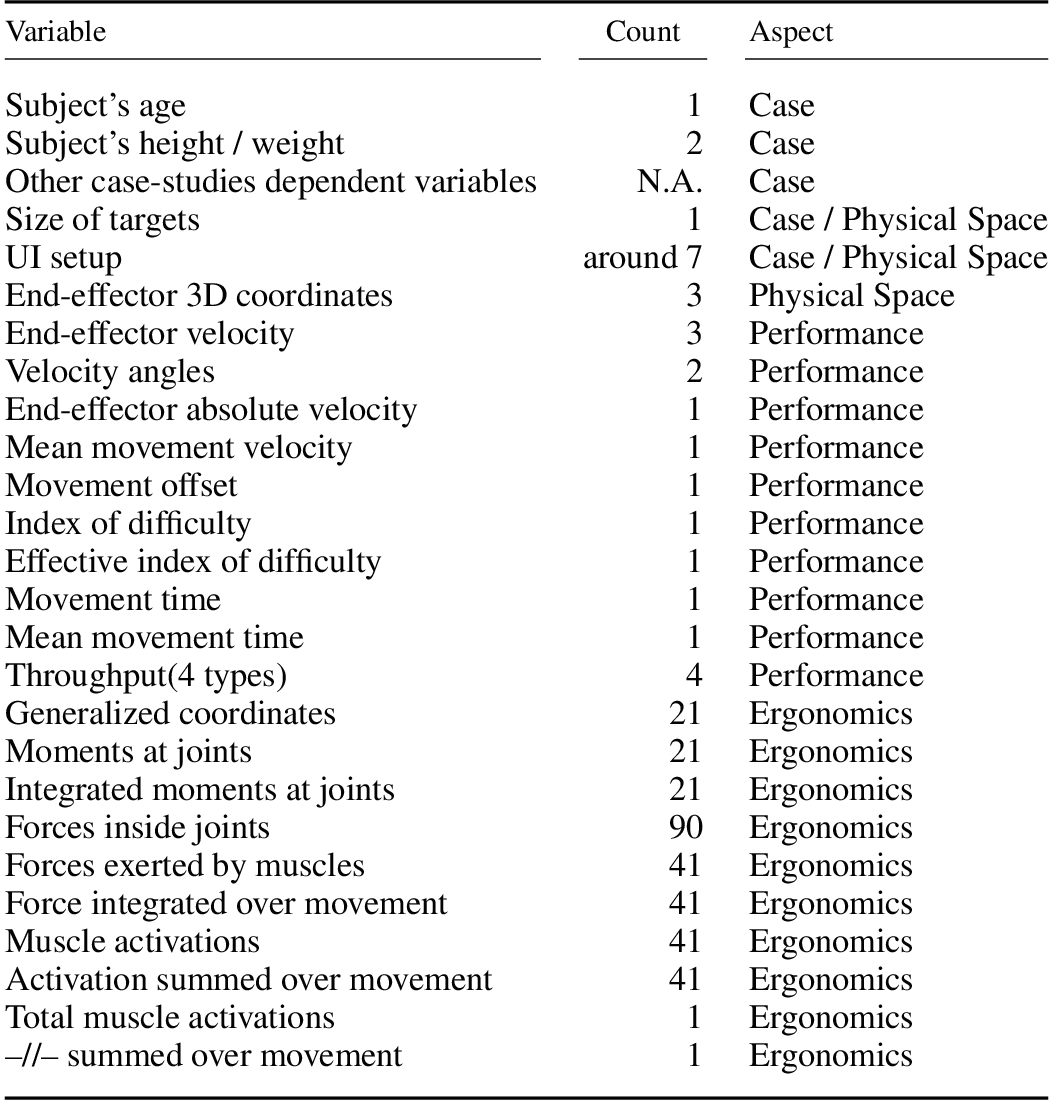 Variable Count Aspect
Subject’s age 1 Case
Subject’s height / weight 2 Case
Other case-studies dependent variables N.A. Case
Size of targets 1 Case / Physical Space
UI setup around 7 Case / Physical Space
End-effector 3D coordinates 3 Physical Space
End-effector velocity 3 Performance
Velocity angles 2 Performance
End-effector absolute velocity 1 Performance
Mean movement velocity 1 Performance
Movement offset 1 Performance
Index of difficulty 1 Performance
Effective index of difficulty 1 Performance
Movement time 1 Performance
Mean movement time 1 Performance
Throughput(4 types) 4 Performance
Generalized coordinates 21 Ergonomics
Moments at joints 21 Ergonomics
Integrated moments at joints 21 Ergonomics
Forces inside joints 90 Ergonomics
Forces exerted by muscles 41 Ergonomics
Force integrated over movement 41 Ergonomics
Muscle activations 41 Ergonomics
Activation summed over movement 41 Ergonomics
Total muscle activations 1 Ergonomics
–//– summed over movement 1 Ergonomics